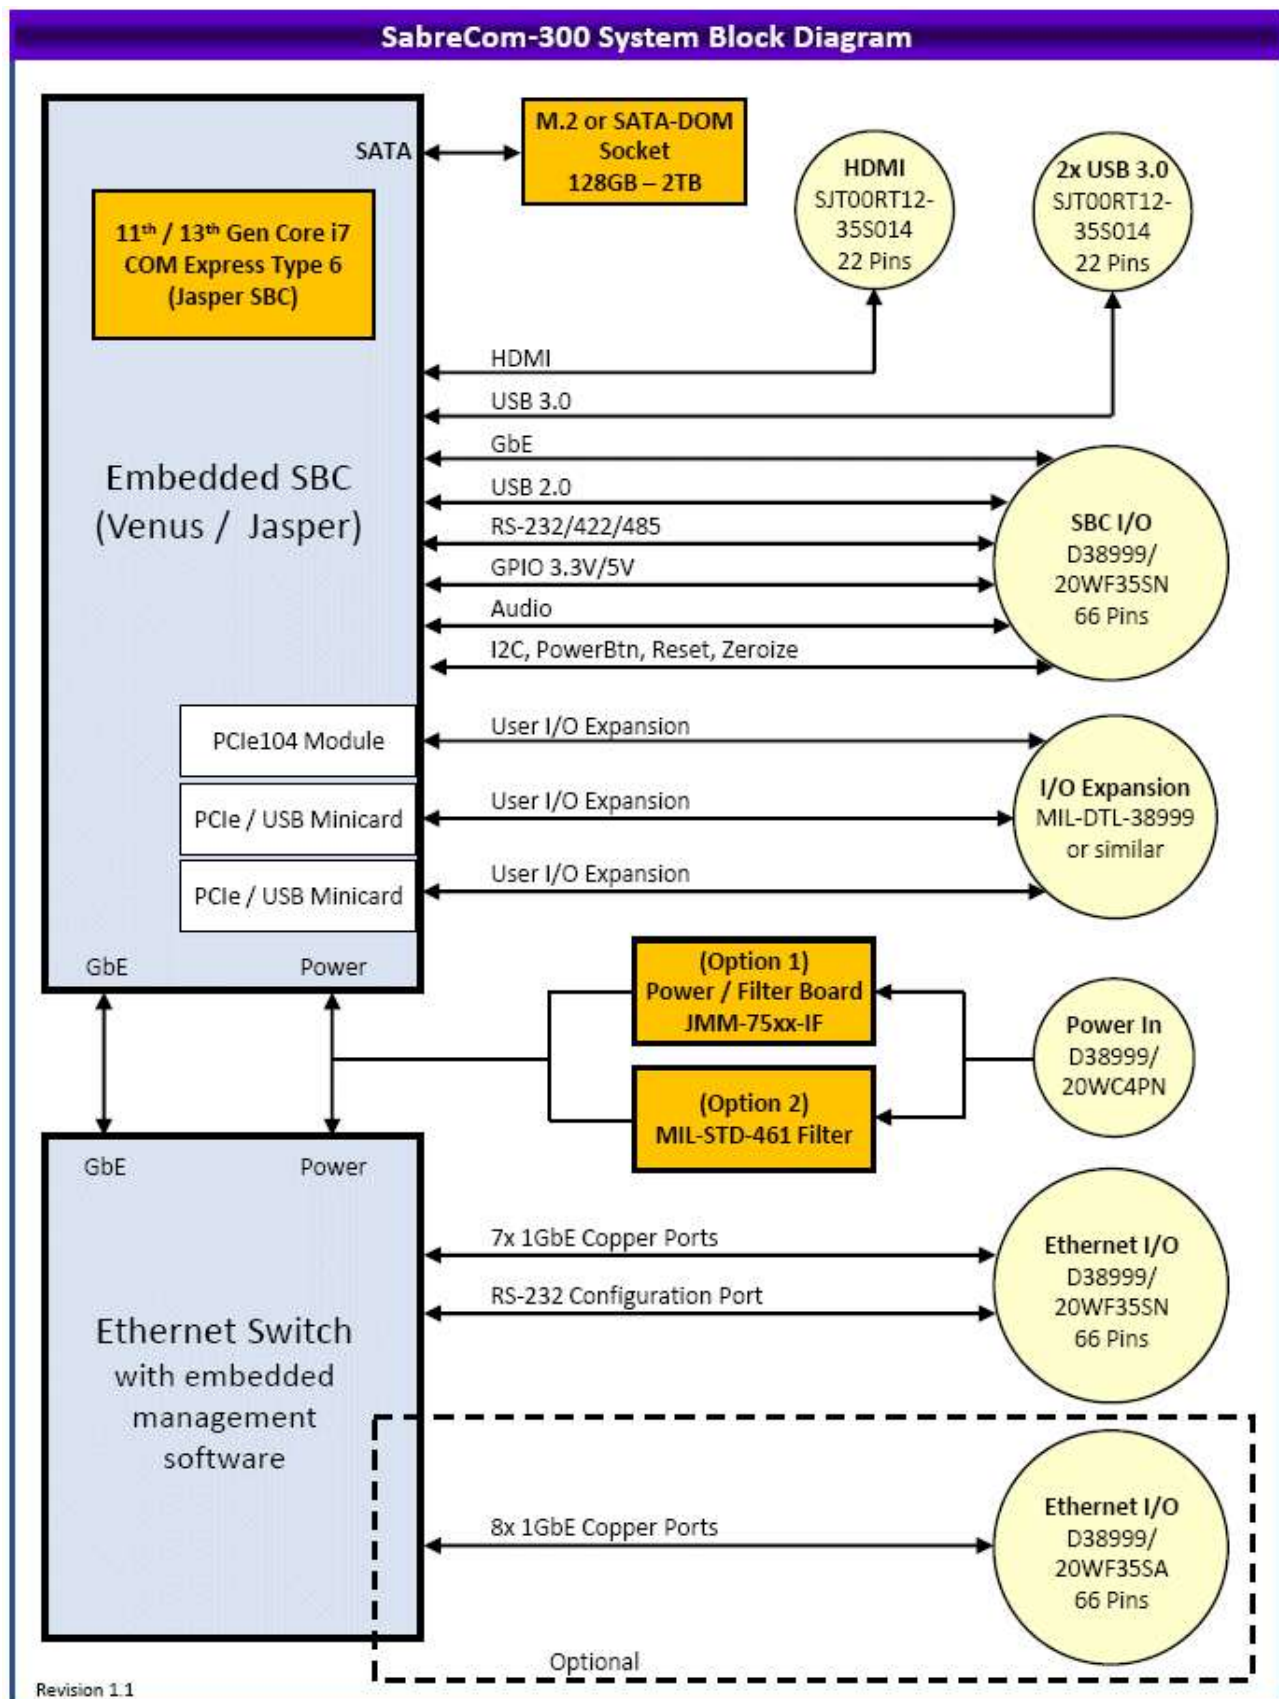 SabreCom-300 System Block Diagram
SATA
M.2 or SATA-DOM
Socket
128GB – 2TB
HDMI
SJT00RT12-
35S014
22 Pins
2x USB 3.0
SJT00RT12-
35S014
22 Pins
11th / 13th Gen Core i7
COM Express Type 6
(Jasper SBC)
HDMI
USB 3.0
GbE
USB 2.0
RS-232/422/485
GPIO 3.3V/5V
Audio
I2C, PowerBtn, Reset, Zeroize
Embedded SBC
(Venus / Jasper)
SBC I/O
D38999/
20WF35SN
66 Pins
PCIe104 Module
User I/O Expansion
PCIe / USB Minicard
User I/O Expansion
PCIe / USB Minicard
User I/O Expansion
I/O Expansion
MIL-DTL-38999
or similar
GbE
Power
(Option 1)
Power / Filter Board
JMM-75xx-IF
(Option 2)
MIL-STD-461 Filter
Power In
D38999/
20WC4PN
GbE
Power
7x 1GbE Copper Ports
RS-232 Configuration Port
Ethernet I/O
D38999/
20WF35SN
66 Pins
Ethernet Switch
with embedded
management
software
8x 1GbE Copper Ports
Ethernet I/O
D38999/
20WF35SA
66 Pins
Optional
Revision 1.1